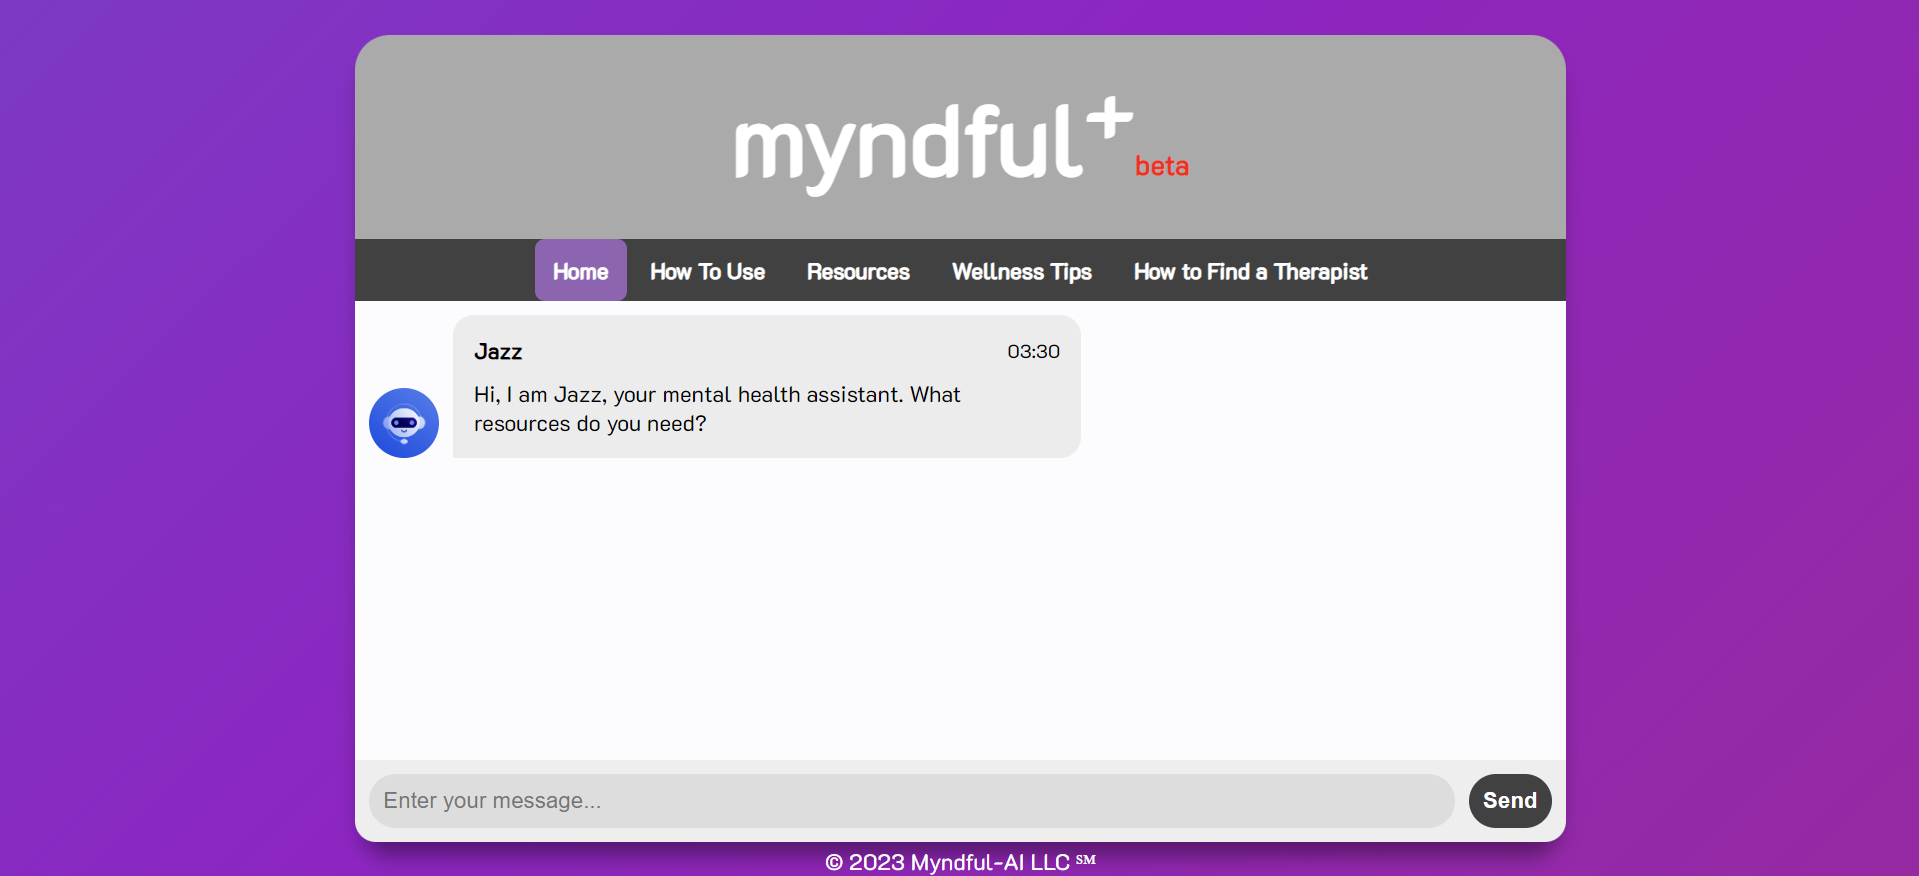 myndful+ beta
Home How To Use Resources Wellness Tips How to Find a Therapist
Jazz 03:30
Hi, I am Jazz, your mental health assistant. What
resources do you need?
Enter your message...
Send
© 2023 Myndful-AI LLC ℠